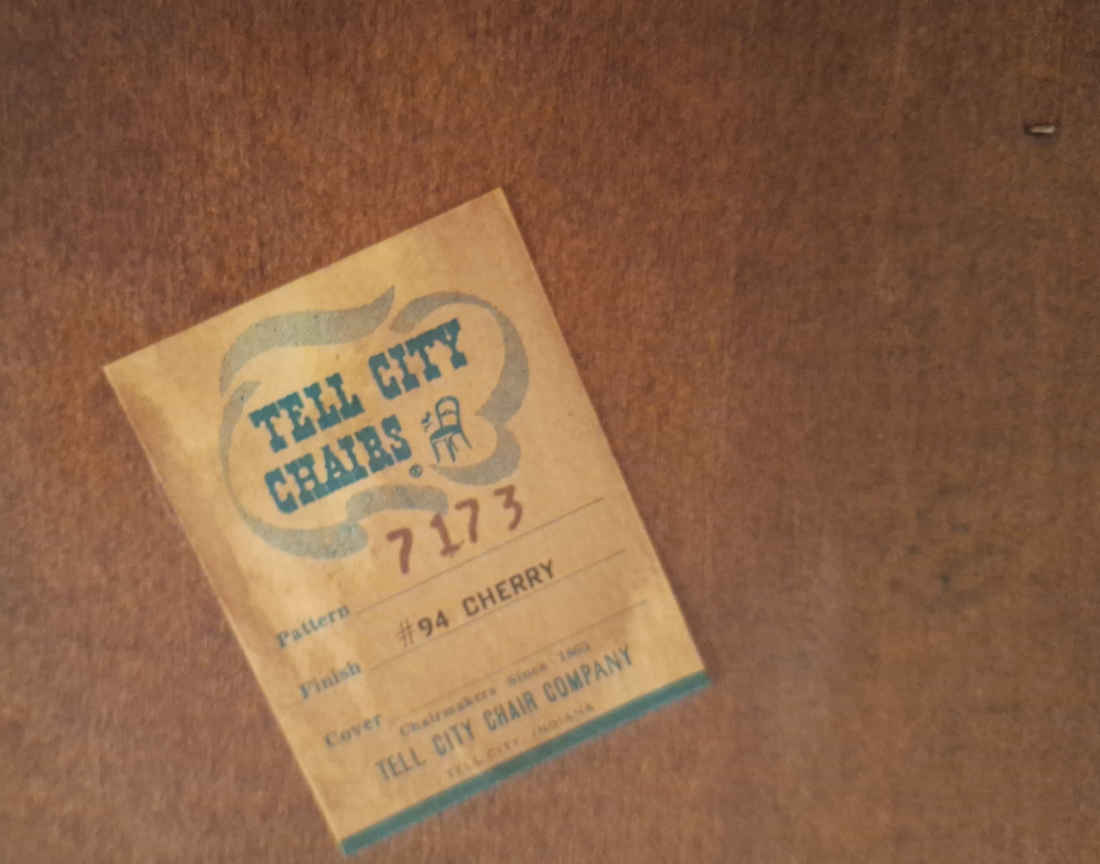 TELL CITY
CHAIRS ®
Pattern 7173
Finish #94 CHERRY
Cover
Chairmakers Since 1865
TELL CITY CHAIR COMPANY
TELL CITY, INDIANA